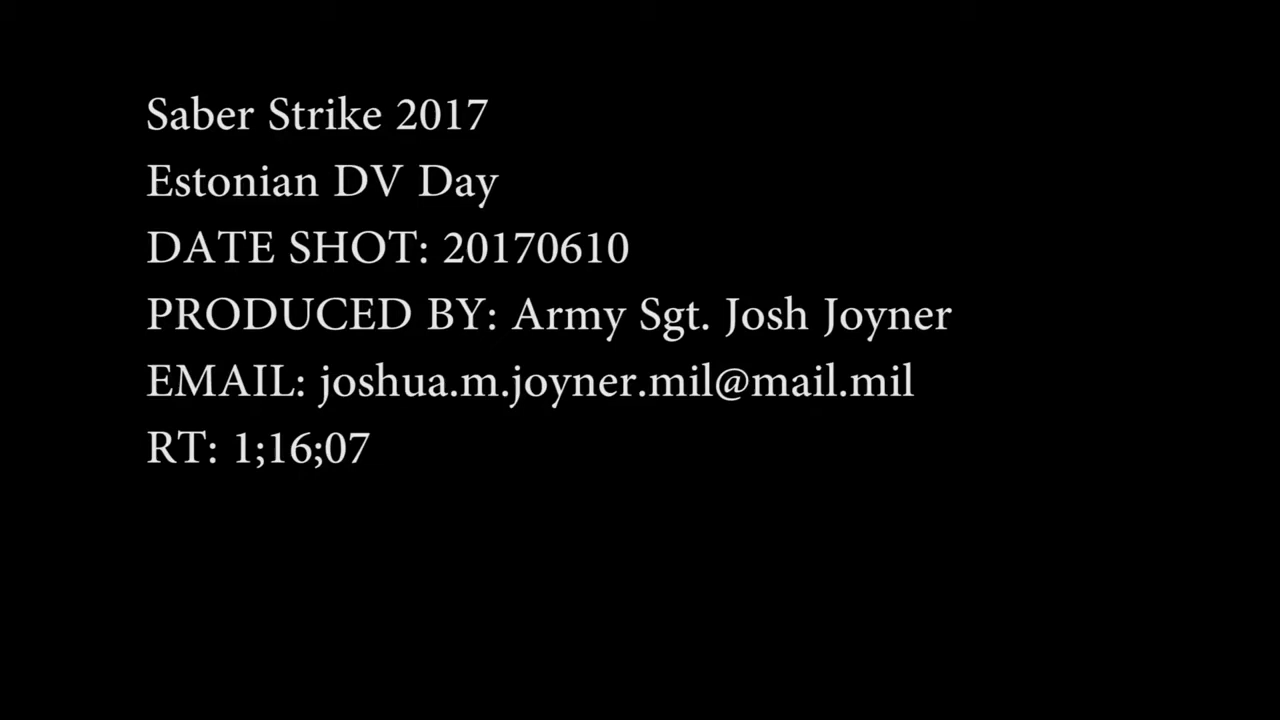 Saber Strike 2017
Estonian DV Day
DATE SHOT: 20170610
PRODUCED BY: Army Sgt. Josh Joyner
EMAIL: joshua.m.joyner.mil@mail.mil
RT: 1;16;07